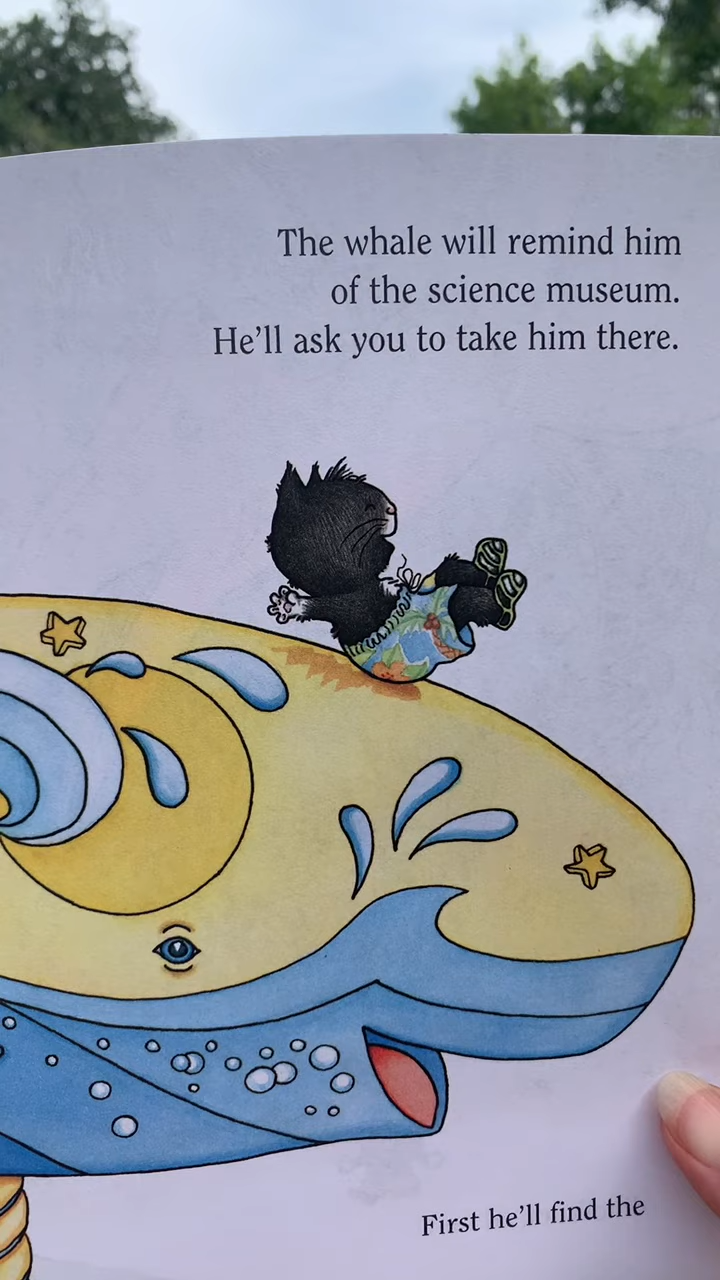 The whale will remind him
of the science museum.
He'll ask you to take him there.
First he'll find the